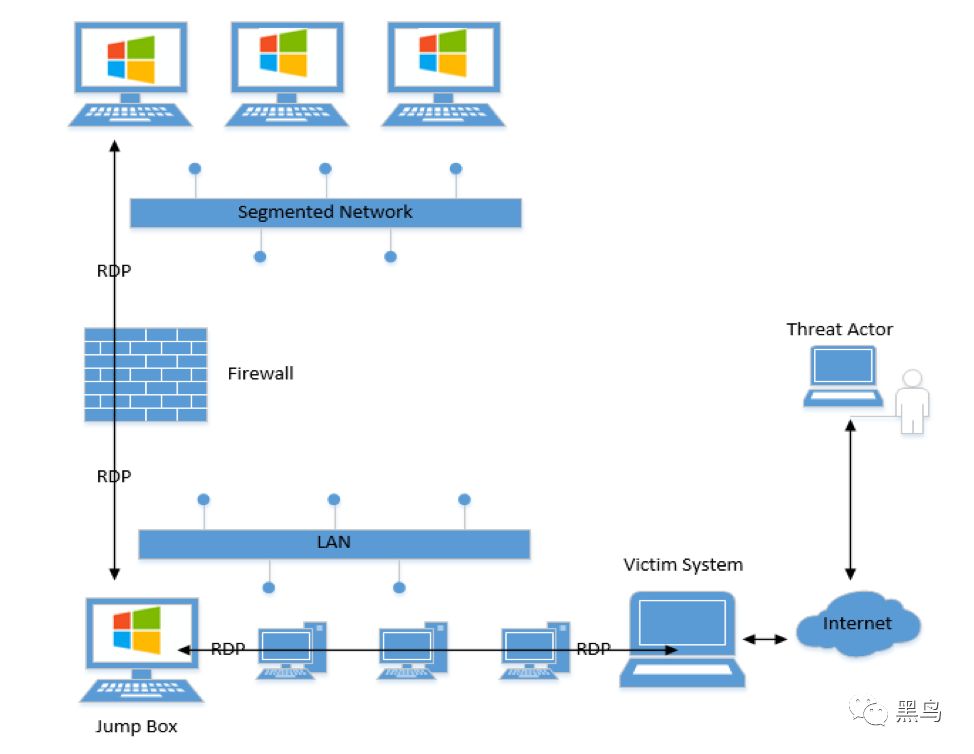 Segmented Network
RDP
Threat Actor
Firewall
RDP
LAN
Victim System
Internet
RDP
RDP
Jump Box
黑鸟